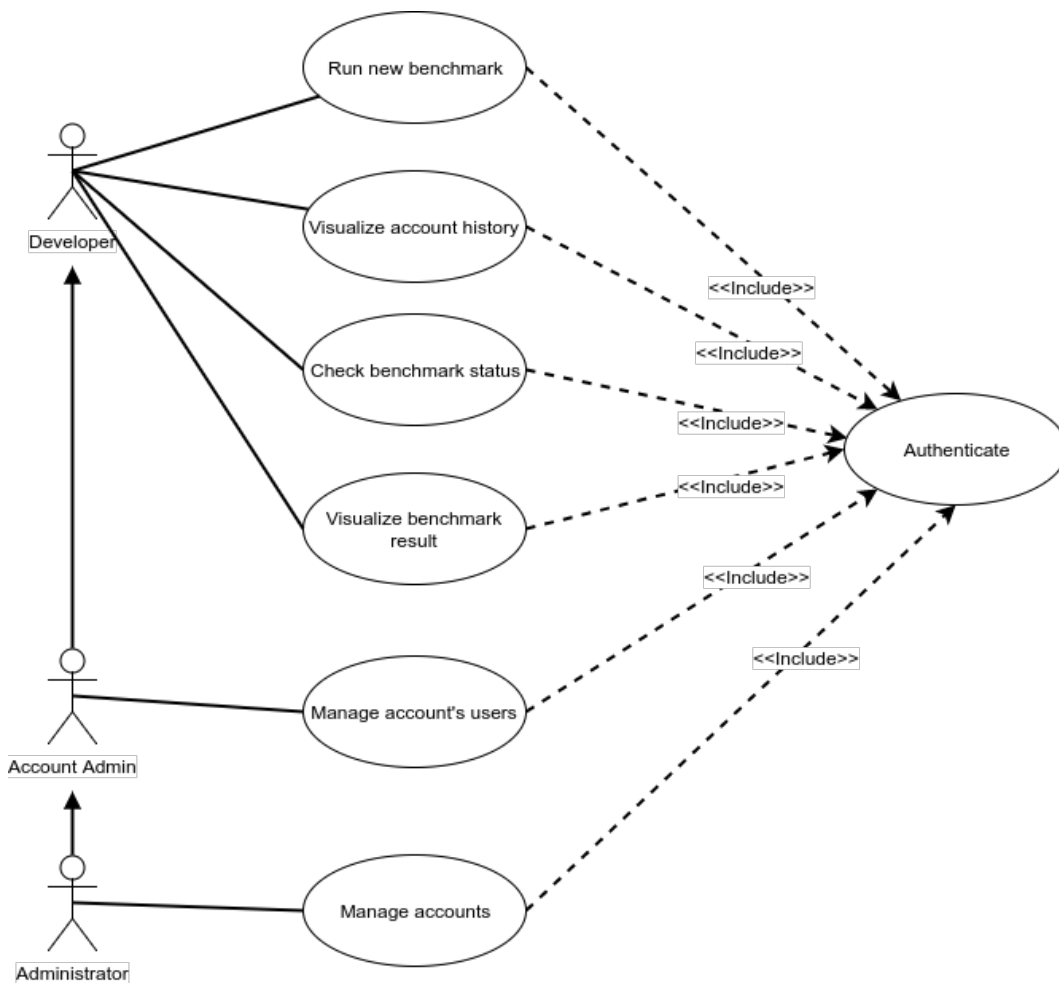 Run new benchmark
Developer
Visualize account history
<<Include>>
<<Include>>
Check benchmark status
<<Include>>
Authenticate
<<Include>>
Visualize benchmark
result
<<Include>>
<<Include>>
Manage account's users
Account Admin
Manage accounts
Administrator